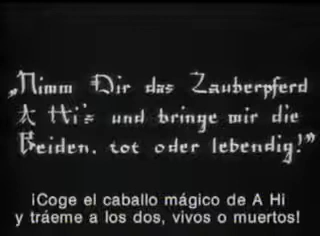 „Nimm Dir das Zauberpferd
A Hi's und bringe mir die
Beiden, tot oder lebendig!"
¡Coge el caballo mágico de A Hi
y tráeme a los dos, vivos o muertos!